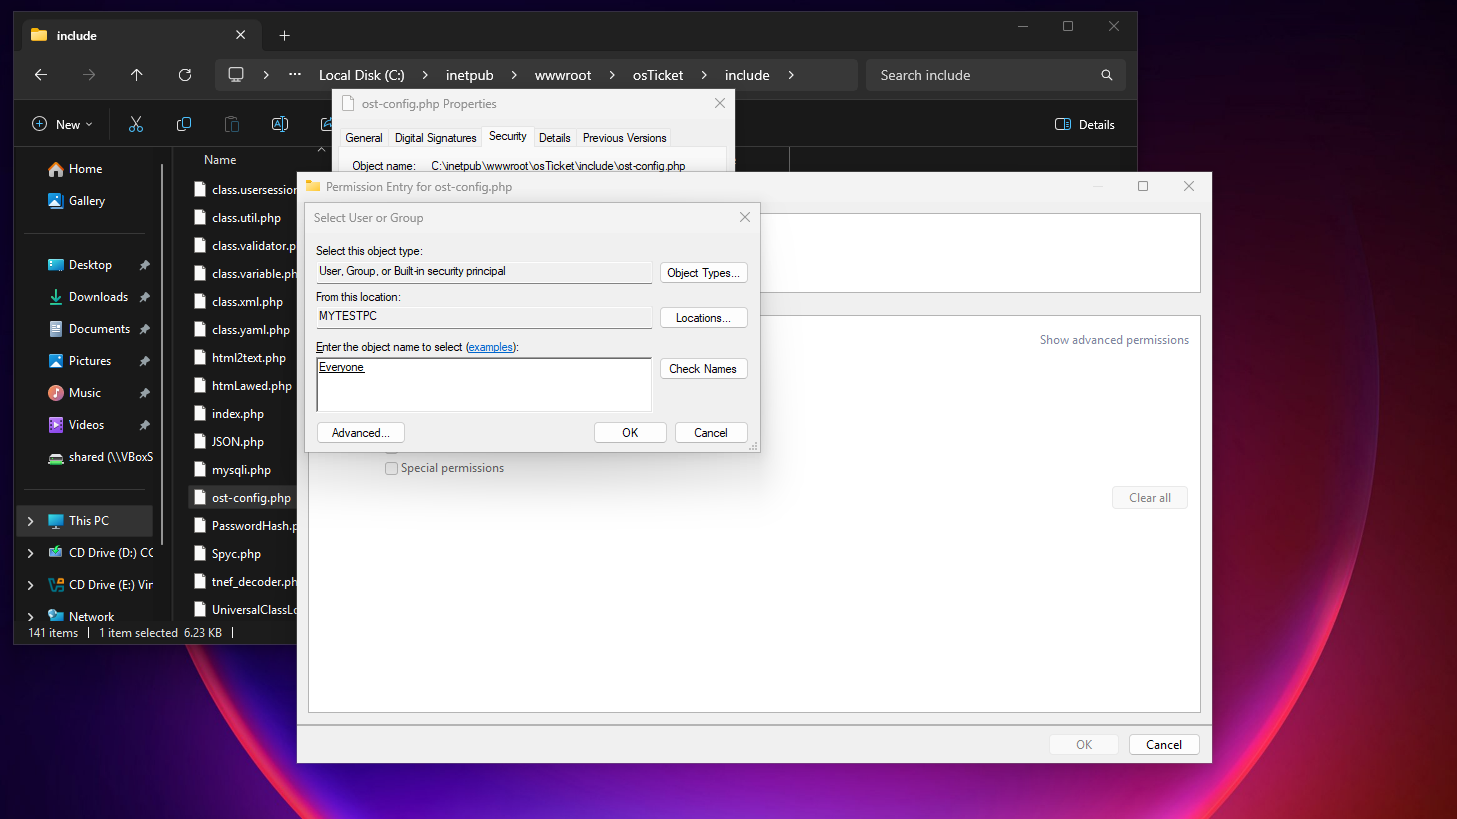 include
Local Disk (C:) inetpub wwwroot osTicket include
Search include
New
Details
ost-config.php Properties
General Digital Signatures Security Details Previous Versions
Object name: C:\inetpub\wwwroot\osTicket\include\ost-config.php
Home
Gallery
Desktop
Downloads
Documents
Pictures
Music
Videos
shared (\\VBoxS
This PC
CD Drive (D:) CC
CD Drive (E:) Vir
Network
Name
class.usersession
class.util.php
class.validator.p
class.variable.ph
class.xml.php
class.yaml.php
html2text.php
htmLawed.php
index.php
JSON.php
mysqli.php
ost-config.php
PasswordHash.p
Spyc.php
tnef_decoder.ph
UniversalClassLo
141 items 1 item selected 6.23 KB
Permission Entry for ost-config.php
Select User or Group
Select this object type:
User, Group, or Built-in security principal
Object Types...
From this location:
MYTESTPC
Locations...
Enter the object name to select (examples):
Everyone
Check Names
Advanced...
OK
Cancel
Show advanced permissions
Special permissions
Clear all
OK
Cancel